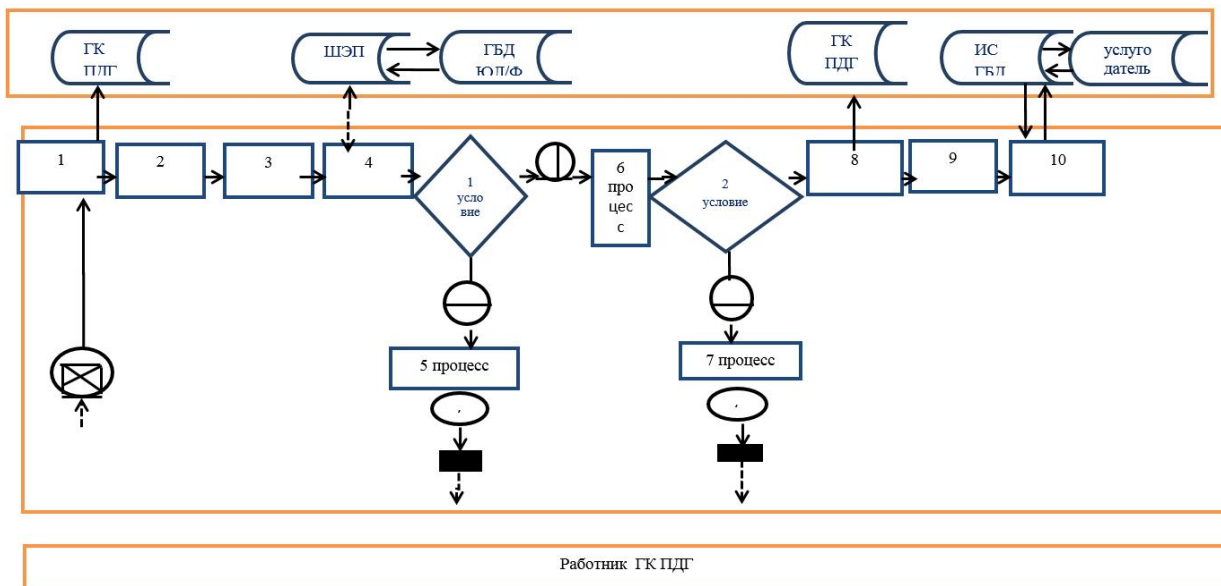 ГК
ПДГ
ШЭП
ГБД
ЮЛ/Ф
ГК
ПДГ
ИС
ГБД
услуго
датель
1
2
3
4
1
усло
вие
6
про
цес
с
2
условие
8
9
10
5 процесс
7 процесс
Работник ГК ПДГ